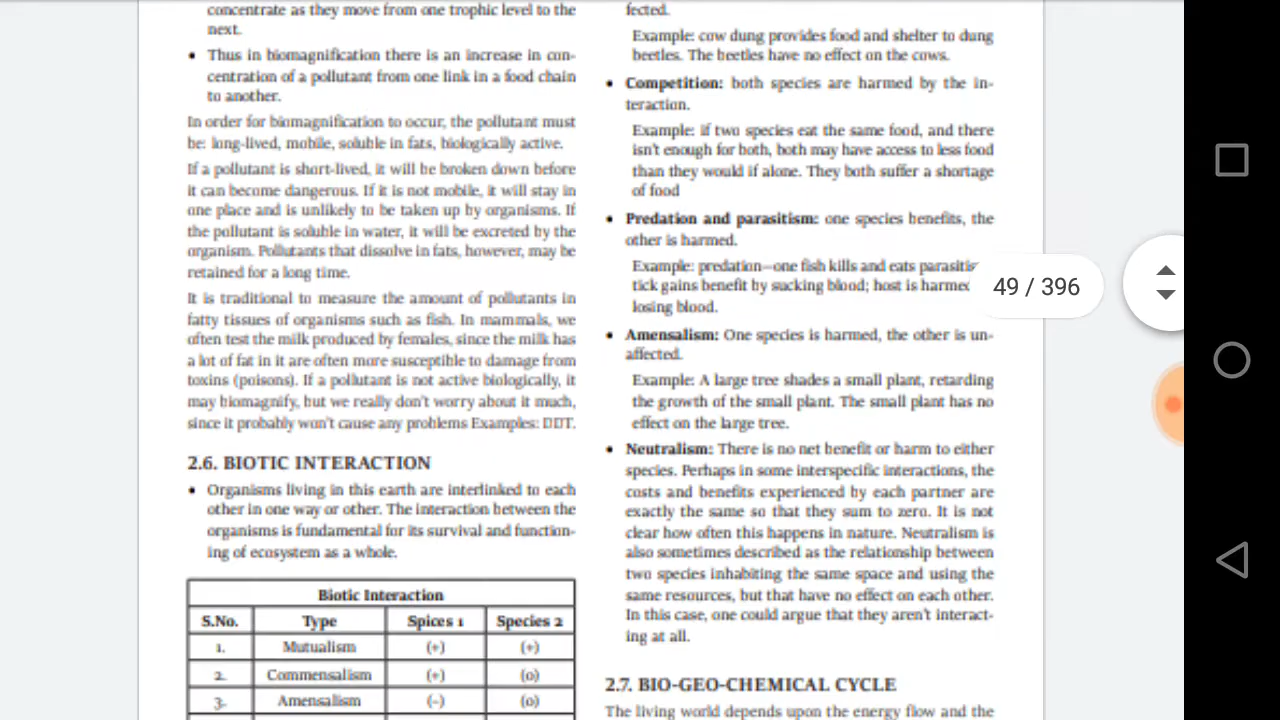 concentrate as they move from one trophic level to the
next.
• Thus in biomagnification there is an increase in con-
centration of a pollutant from one link in a food chain
to another.
In order for biomagnification to occur, the pollutant must
be: long-lived, mobile, soluble in fats, biologically active.
If a pollutant is short-lived, it will be broken down before
it can become dangerous. If it is not mobile, it will stay in
one place and is unlikely to be taken up by organisms. If
the pollutant is soluble in water, it will be excreted by the
organism. Pollutants that dissolve in fats, however, may be
retained for a long time.
It is traditional to measure the amount of pollutants in
fatty tissues of organisms such as fish. In mammals, we
often test the milk produced by females, since the milk has
a lot of fat in it are often more susceptible to damage from
toxins (poisons). If a pollutant is not active biologically, it
may biomagnify, but we really don't worry about it much,
since it probably won't cause any problems Examples: DDT.
2.6. BIOTIC INTERACTION
• Organisms living in this earth are interlinked to each
other in one way or other. The interaction between the
organisms is fundamental for its survival and function-
ing of ecosystem as a whole.
Biotic Interaction
S.No. Type Spices 1 Species 2
1. Mutualism (+) (+)
2. Commensalism (+) (0)
3. Amensalism (-) (0)
fected.
Example: cow dung provides food and shelter to dung
beetles. The beetles have no effect on the cows.
• Competition: both species are harmed by the in-
teraction.
Example: if two species eat the same food, and there
isn't enough for both, both may have access to less food
than they would if alone. They both suffer a shortage
of food
• Predation and parasitism: one species benefits, the
other is harmed.
Example: predation—one fish kills and eats
tick gains benefit by sucking blood; host is
losing blood.
• Amensalism: One species is harmed, the other is un-
affected.
Example: A large tree shades a small plant, retarding
the growth of the small plant. The small plant has no
effect on the large tree.
• Neutralism: There is no net benefit or harm to either
species. Perhaps in some interspecific interactions, the
costs and benefits experienced by each partner are
exactly the same so that they sum to zero. It is not
clear how often this happens in nature. Neutralism is
also sometimes described as the relationship between
two species inhabiting the same space and using the
same resources, but that have no effect on each other.
In this case, one could argue that they aren't interact-
ing at all.
2.7. BIO-GEO-CHEMICAL CYCLE
The living world depends upon the energy flow and the
49 / 396